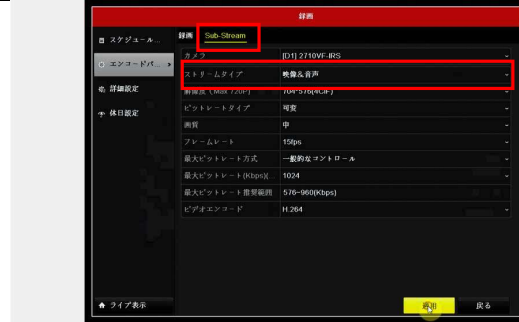 録画
スケジュール...
エンコードパ...
詳細設定
休日設定
録画 Sub-Stream
カメラ [D1] 2710VF-IRS
ストリームタイプ 映像&音声
解像度 (Max 720P) 704*576(4CIF)
ビットレートタイプ 可変
画質 中
フレームレート 15fps
最大ビットレート方式 一般的なコントロール
最大ビットレート(Kbps)(... 1024
最大ビットレート推奨範囲 576~960(Kbps)
ビデオエンコード H.264
ライブ表示
適用 戻る